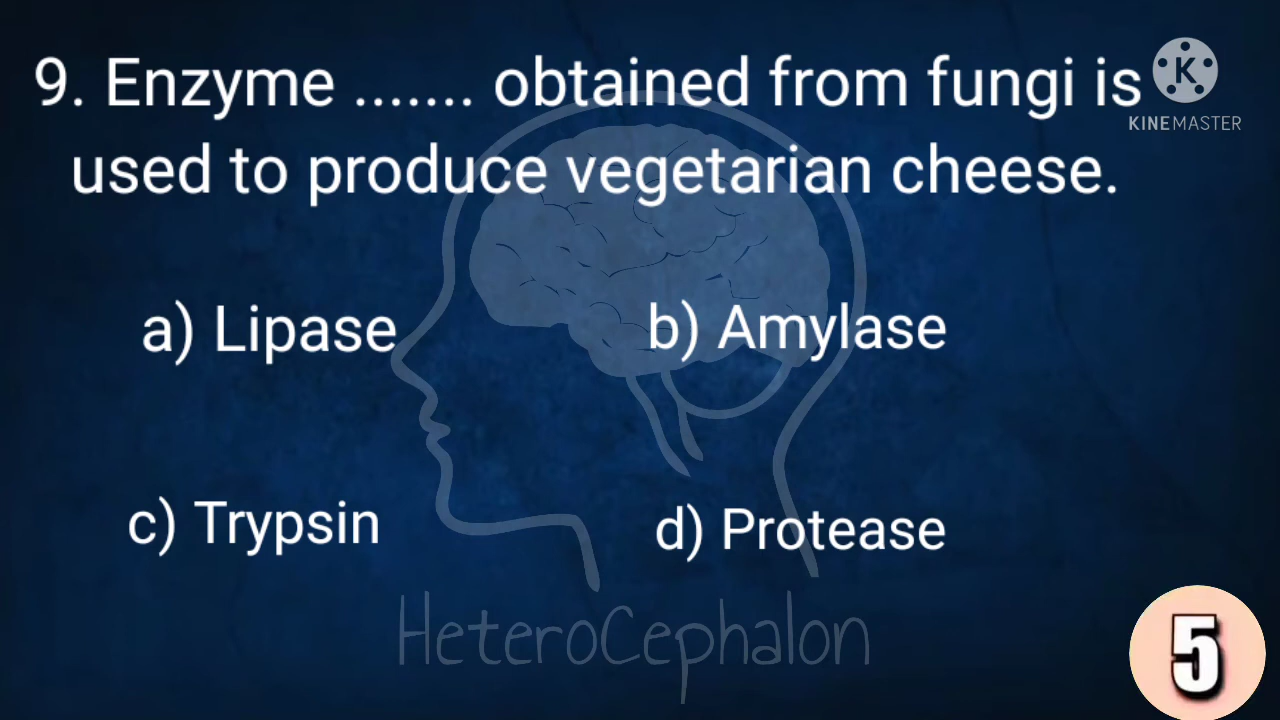 9. Enzyme ....... obtained from fungi is
used to produce vegetarian cheese.
K
KINEMASTER
a) Lipase
b) Amylase
c) Trypsin
d) Protease
HeteroCephalon
5